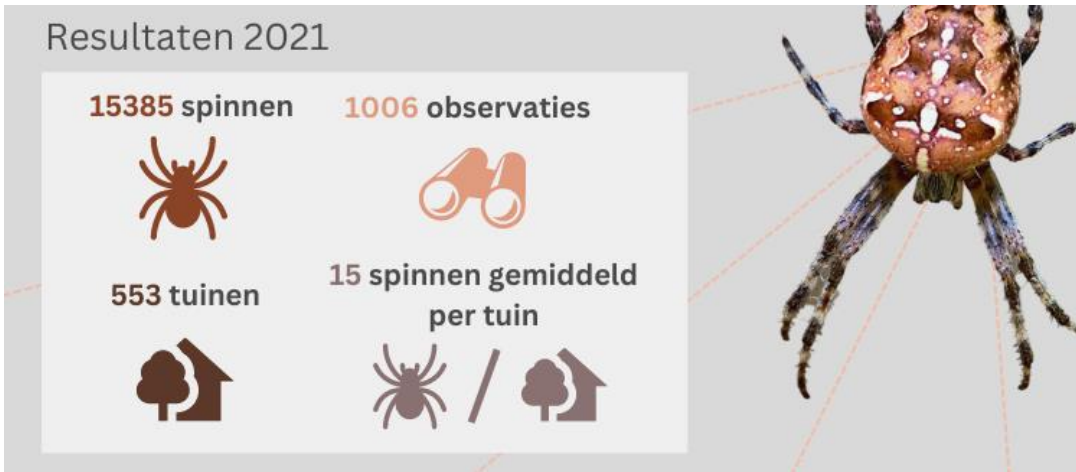 Resultaten 2021
15385 spinnen
1006 observaties
553 tuinen
15 spinnen gemiddeld
per tuin